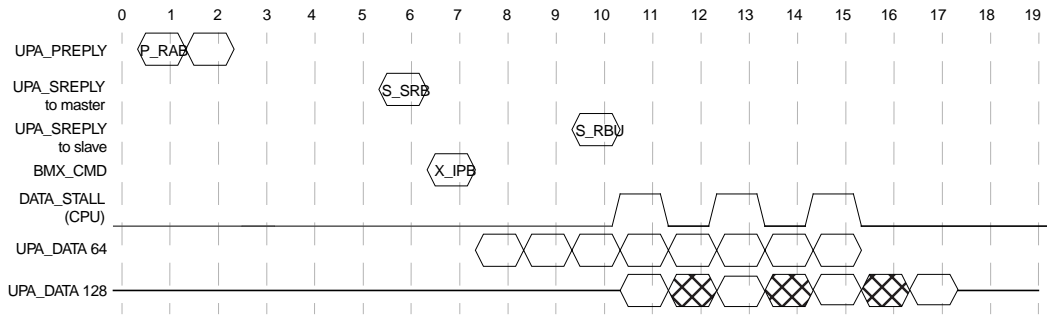 0 1 2 3 4 5 6 7 8 9 10 11 12 13 14 15 16 17 18 19
UPA_PREPLY P_RAB
UPA_SREPLY
to master
S_SRB
UPA_SREPLY
to slave
S_RBU
BMX_CMD X_IPB
DATA_STALL
(CPU)
UPA_DATA 64
UPA_DATA 128